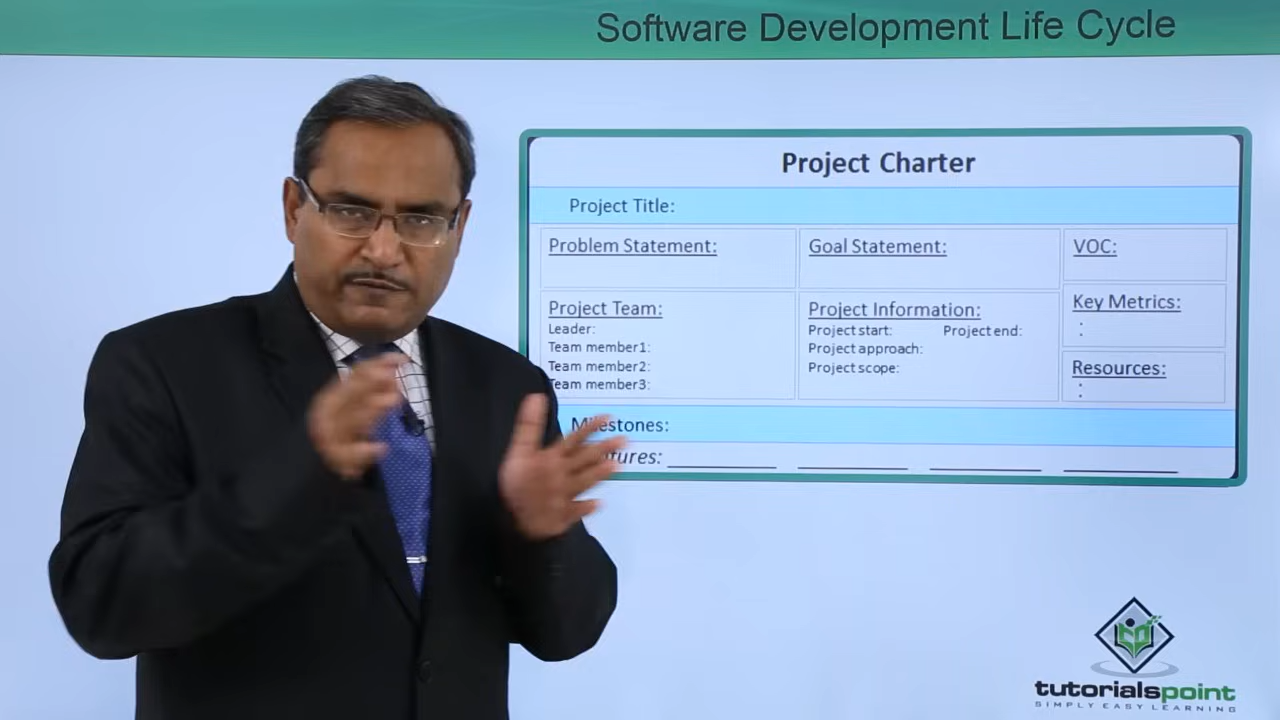 Software Development Life Cycle
Project Charter
Project Title:
Problem Statement:
Goal Statement:
VOC:
Project Team:
Leader:
Team member1:
Team member2:
Team member3:
Project Information:
Project start: Project end:
Project approach:
Project scope:
Key Metrics:
:
Resources:
:
Milestones:
tutorialspoint
SIMPLY EASY LEARNING